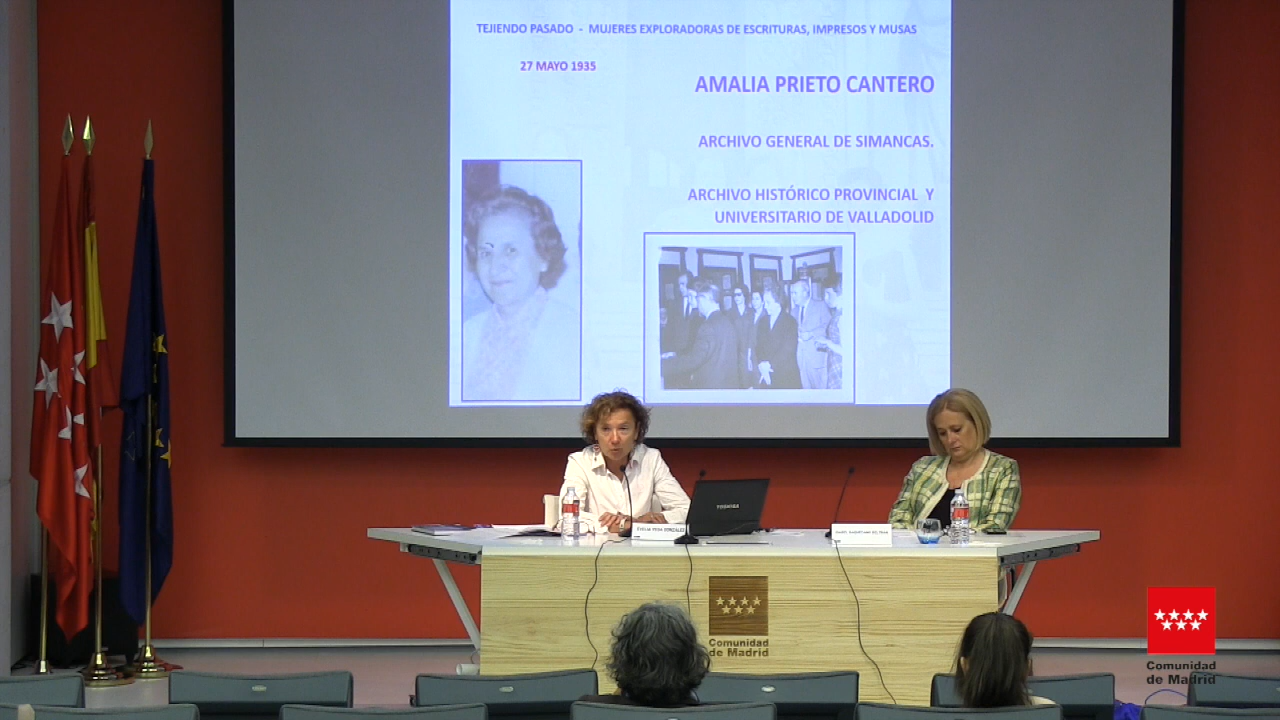 TEJIENDO PASADO - MUJERES EXPLORADORAS DE ESCRITURAS, IMPRESOS Y MUSAS
27 MAYO 1935
AMALIA PRIETO CANTERO
ARCHIVO GENERAL DE SIMANCAS.
ARCHIVO HISTÓRICO PROVINCIAL Y
UNIVERSITARIO DE VALLADOLID
Comunidad
de Madrid
Comunidad
de Madrid